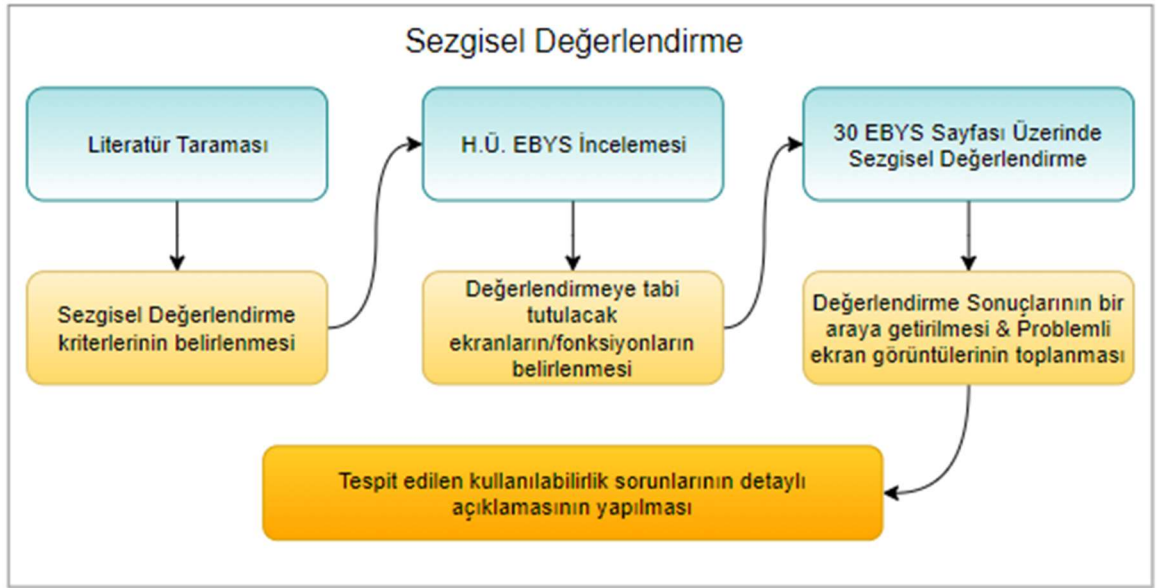 Sezgisel Değerlendirme
Literatür Taraması
Sezgisel Değerlendirme
kriterlerinin belirlenmesi
H.Ü. EBYS İncelemesi
Değerlendirmeye tabi
tutulacak
ekranların/fonksiyonların
belirlenmesi
30 EBYS Sayfası Üzerinde
Sezgisel Değerlendirme
Değerlendirme Sonuçlarının bir
araya getirilmesi & Problemli
ekran görüntülerinin toplanması
Tespit edilen kullanılabilirlik sorunlarının detaylı
açıklamasının yapılması